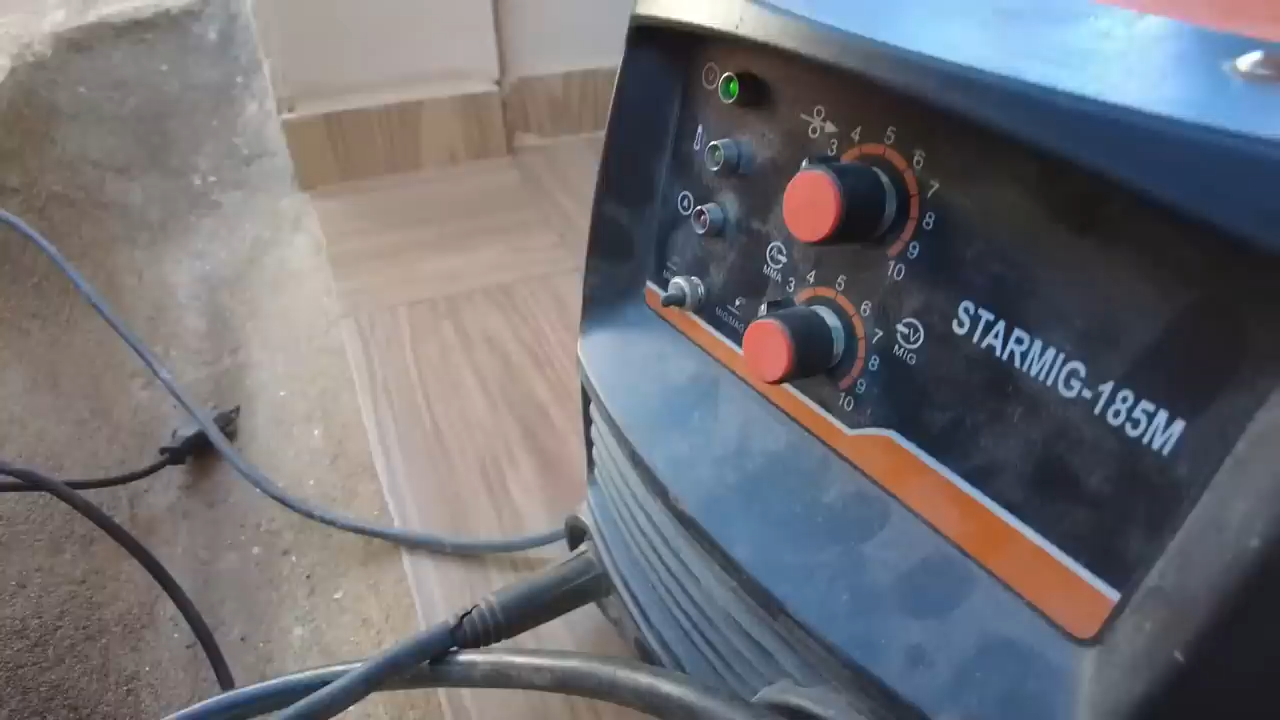 V
3 4 5 6 7 8 9 10
A
A
MMA
3 4 5 6 7 8 9 10
MIG/MAG
V
MIG
STARMIG-185M